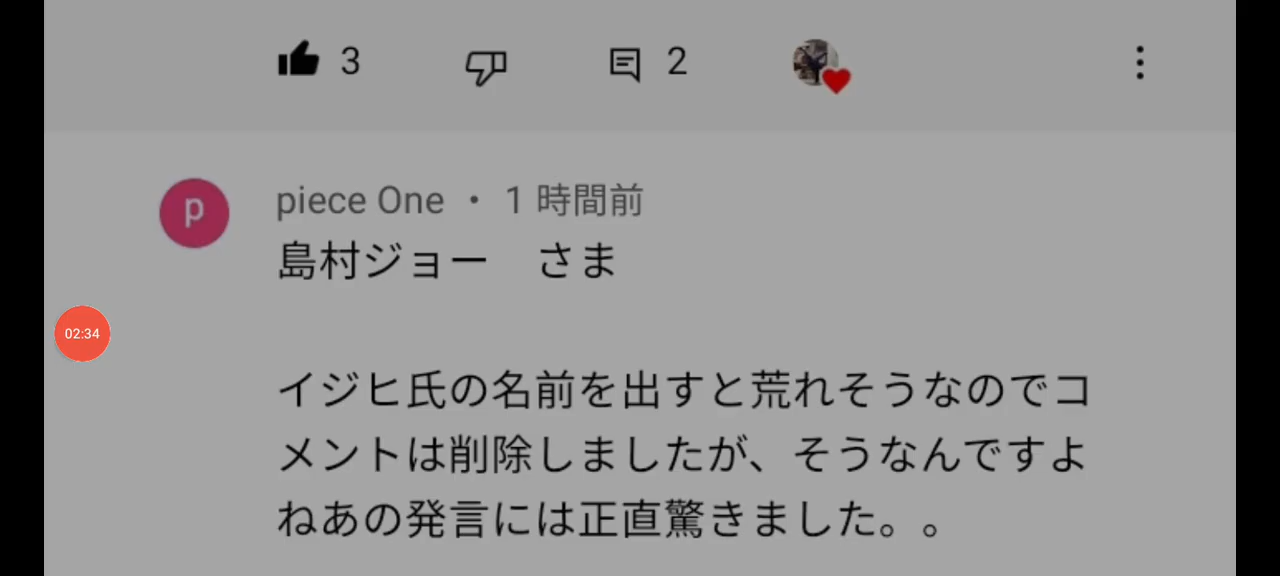 3 2
p
piece One ・ 1 時間前
島村ジョー　さま
02:34
イジヒ氏の名前を出すと荒れそうなのでコ
メントは削除しましたが、そうなんですよ
ねあの発言には正直驚きました。。